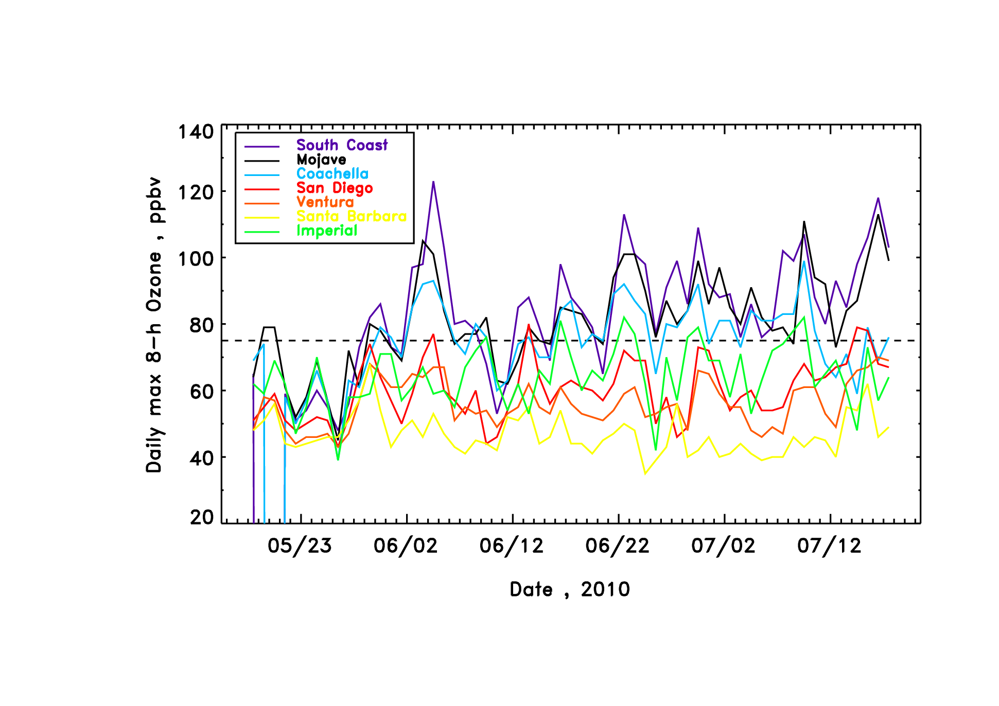 140
120
100
80
60
40
20
Daily max 8-h Ozone , ppbv
South Coast
Mojave
Coachella
San Diego
Ventura
Santa Barbara
Imperial
05/23 06/02 06/12 06/22 07/02 07/12
Date , 2010